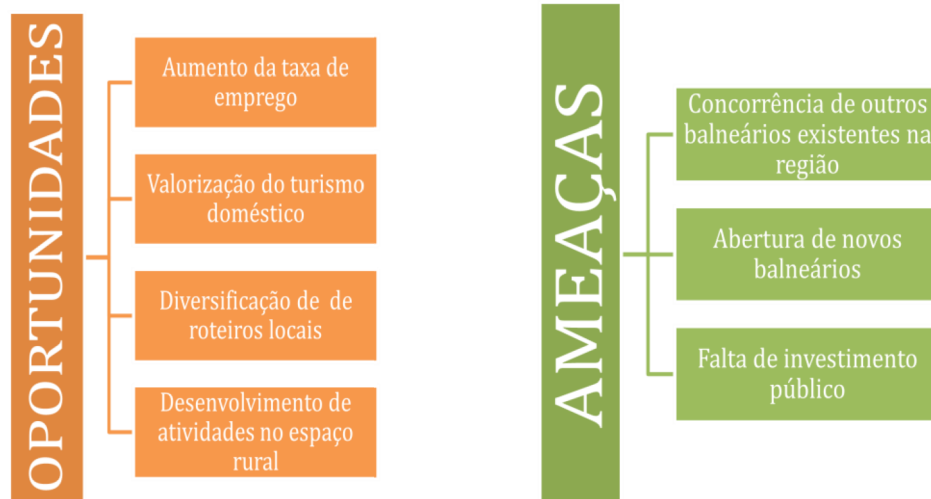 OPORTUNIDADES
Aumento da taxa de
emprego
Valorização do turismo
doméstico
Diversificação de de
roteiros locais
Desenvolvimento de
atividades no espaço
rural
AMEAÇAS
Concorrência de outros
balneários existentes na
região
Abertura de novos
balneários
Falta de investimento
público